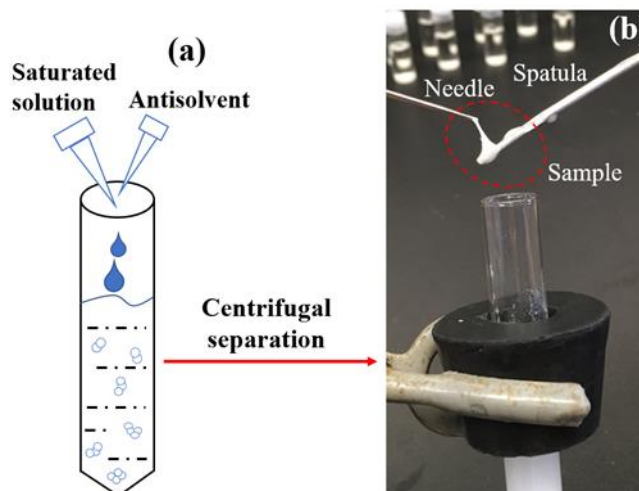 (a)
Saturated
solution
Antisolvent
Centrifugal
separation
(b)
Spatula
Needle
Sample